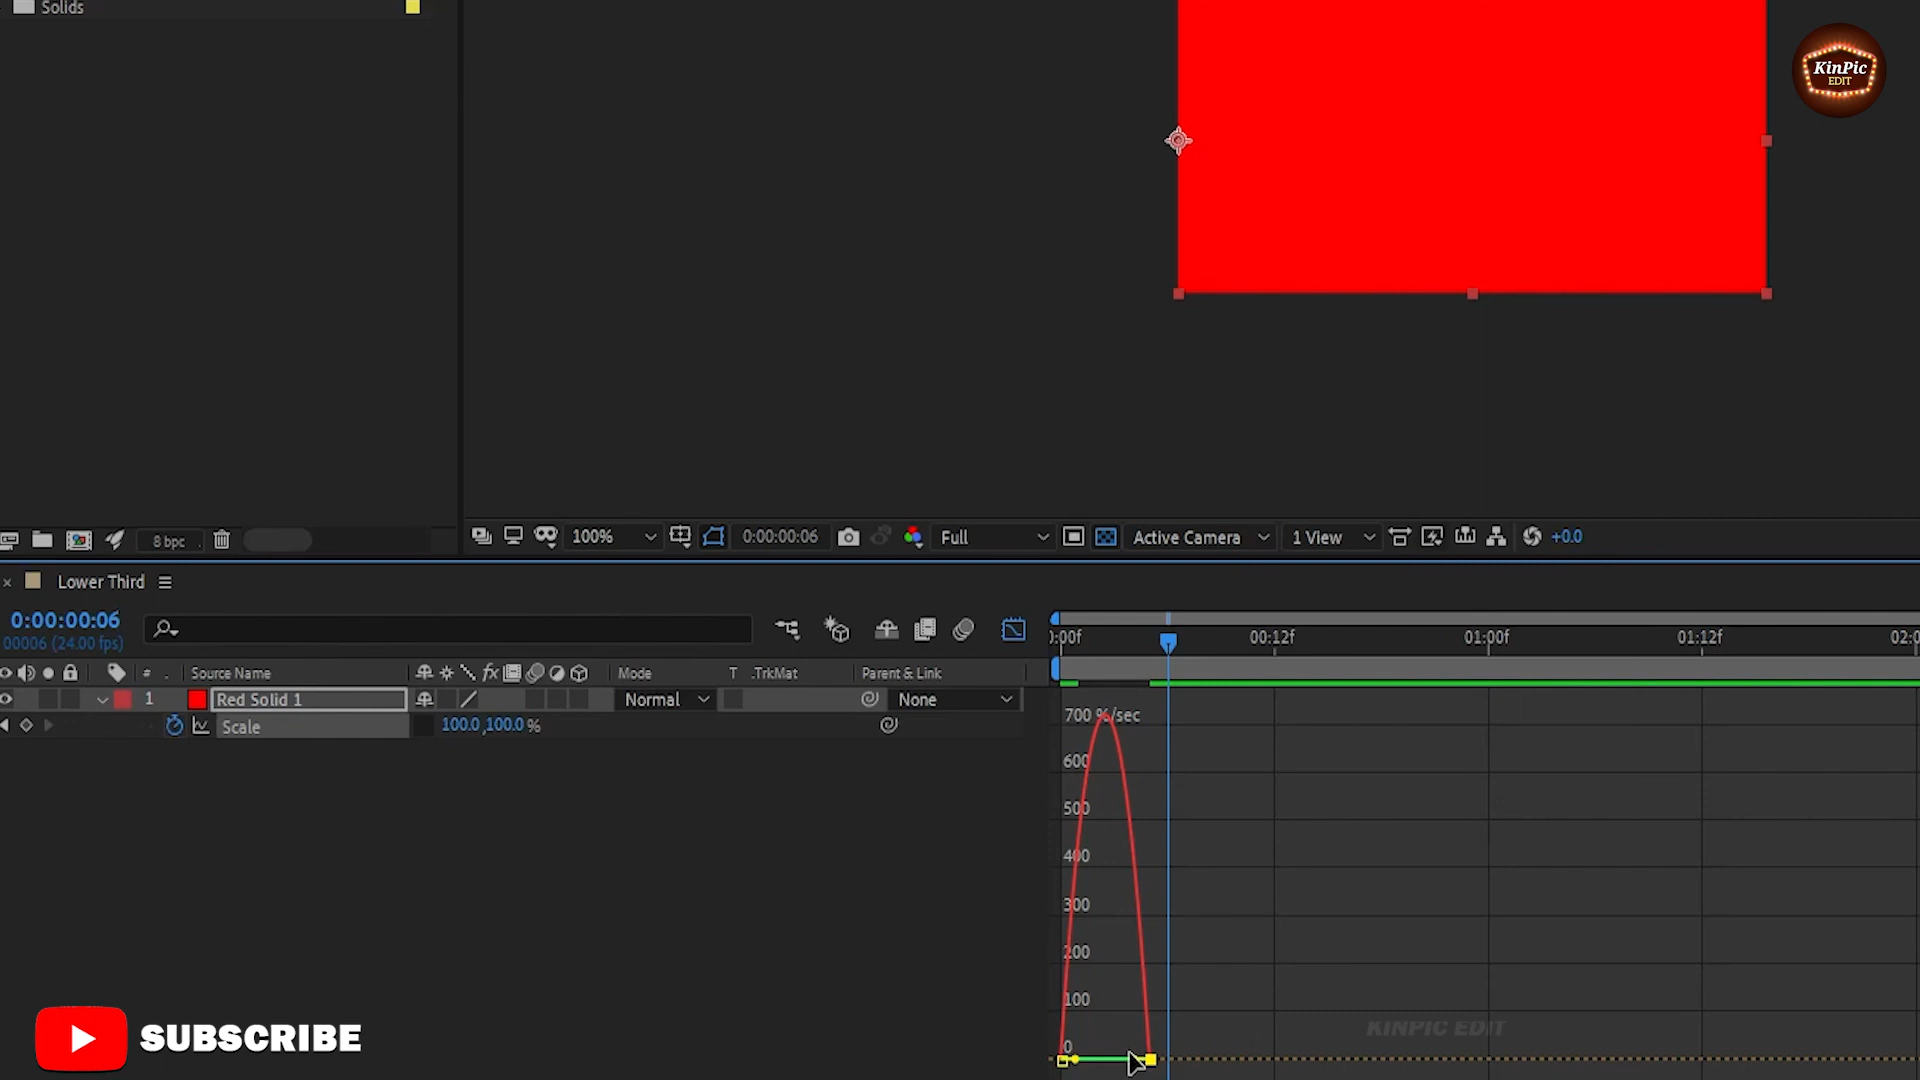 Solids
KinPic
EDIT
8 bpc
100%
0:00:00:06
Full
Active Camera
1 View
+0.0
Lower Third
0:00:00:06
00006 (24.00 fps)
0:00f
00:12f
01:00f
01:12f
02:0
# . Source Name
fx
Mode
T .TrkMat
Parent & Link
1 Red Solid 1
Normal
None
Scale
100.0,100.0 %
700 %/sec
600
500
400
300
200
100
0
KINPIC EDIT
SUBSCRIBE